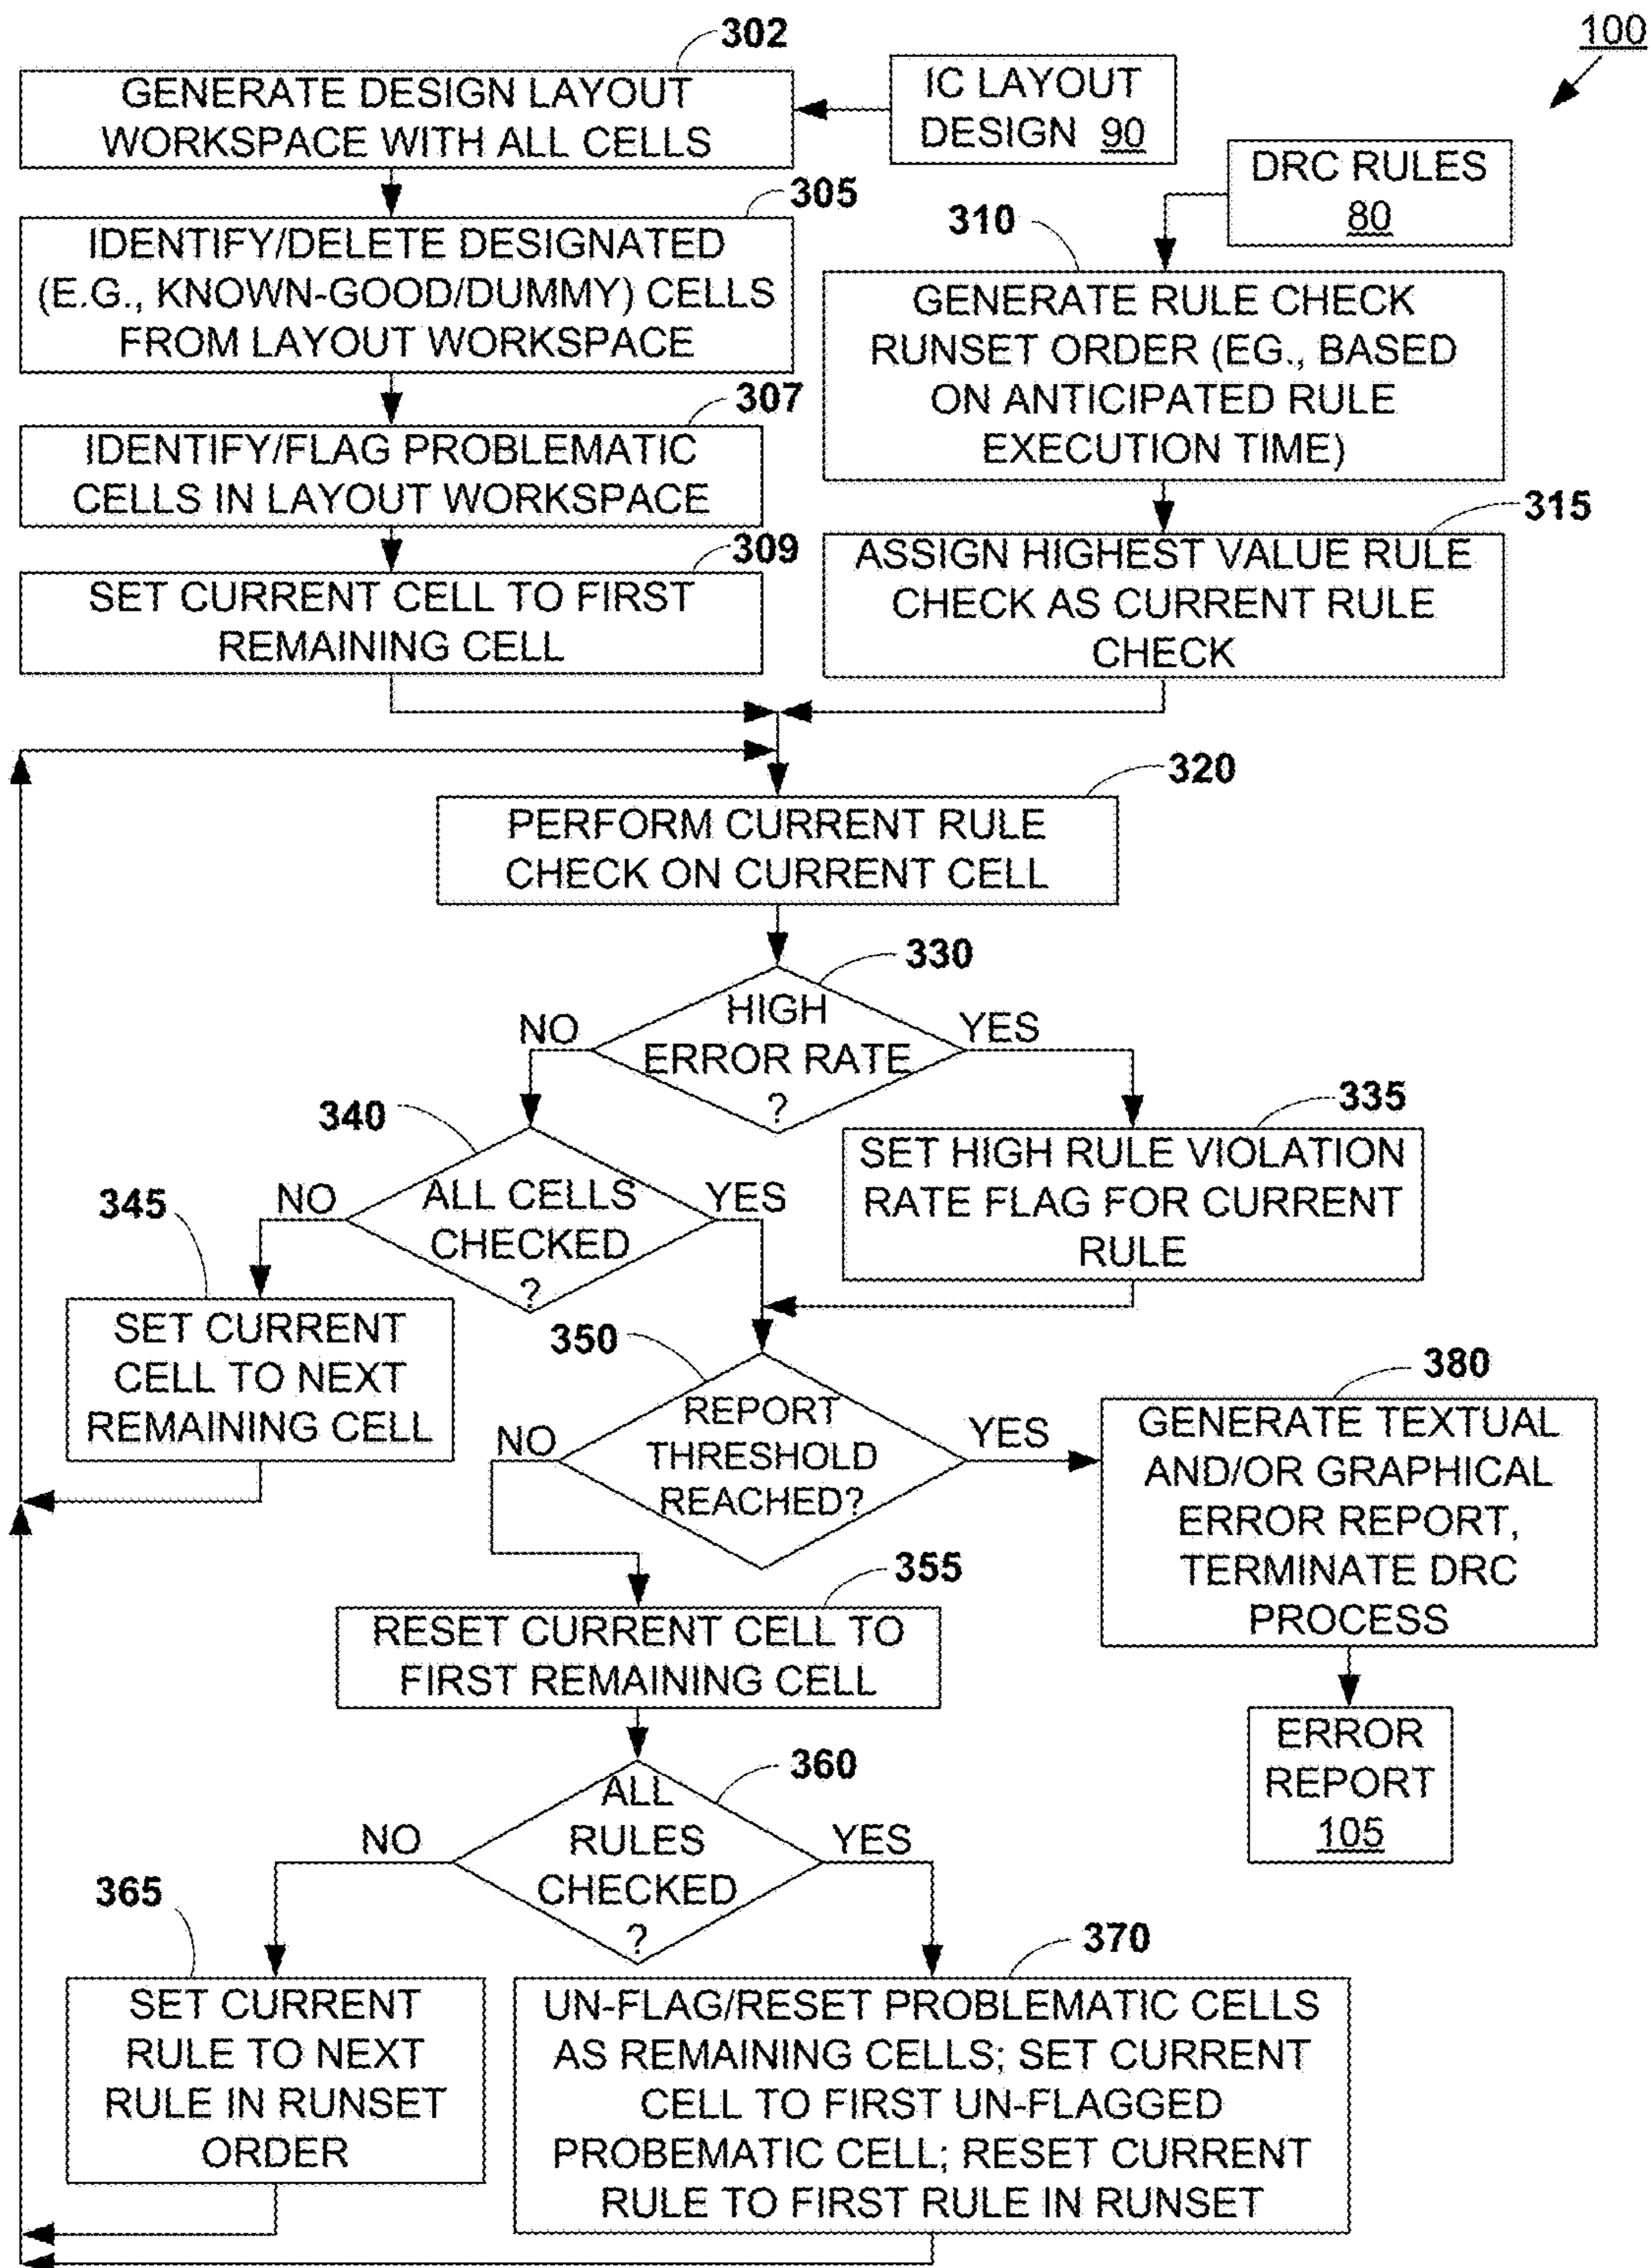 100
302
GENERATE DESIGN LAYOUT
WORKSPACE WITH ALL CELLS
IC LAYOUT
DESIGN 90
DRC RULES
80
305
IDENTIFY/DELETE DESIGNATED
(E.G., KNOWN-GOOD/DUMMY) CELLS
FROM LAYOUT WORKSPACE
310
GENERATE RULE CHECK
RUNSET ORDER (EG., BASED
ON ANTICIPATED RULE
EXECUTION TIME)
307
IDENTIFY/FLAG PROBLEMATIC
CELLS IN LAYOUT WORKSPACE
315
ASSIGN HIGHEST VALUE RULE
CHECK AS CURRENT RULE
CHECK
309
SET CURRENT CELL TO FIRST
REMAINING CELL
320
PERFORM CURRENT RULE
CHECK ON CURRENT CELL
330
HIGH
ERROR RATE
?
NO
YES
335
SET HIGH RULE VIOLATION
RATE FLAG FOR CURRENT
RULE
340
ALL CELLS
CHECKED
?
NO
YES
345
SET CURRENT
CELL TO NEXT
REMAINING CELL
350
REPORT
THRESHOLD
REACHED?
NO
YES
380
GENERATE TEXTUAL
AND/OR GRAPHICAL
ERROR REPORT,
TERMINATE DRC
PROCESS
355
RESET CURRENT CELL TO
FIRST REMAINING CELL
ERROR
REPORT
105
360
ALL
RULES
CHECKED
?
NO
YES
365
SET CURRENT
RULE TO NEXT
RULE IN RUNSET
ORDER
370
UN-FLAG/RESET PROBLEMATIC CELLS
AS REMAINING CELLS; SET CURRENT
CELL TO FIRST UN-FLAGGED
PROBEMATIC CELL; RESET CURRENT
RULE TO FIRST RULE IN RUNSET